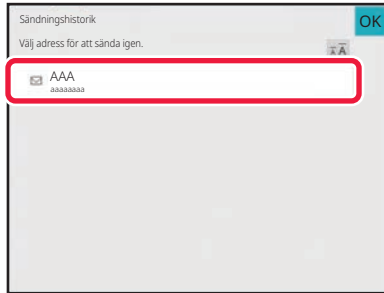 Sändningshistorik
OK
Välj adress för att sända igen.
AAA
aaaaaaaa